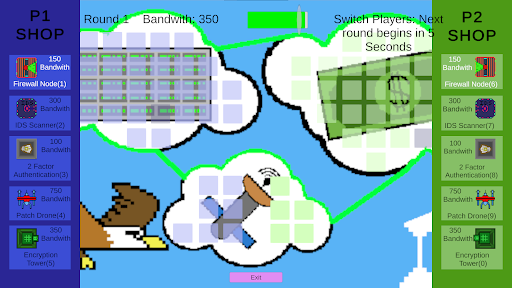 P1
SHOP
150
Bandwith
Firewall Node(1)
300
Bandwith
IDS Scanner(2)
100
Bandwith
2 Factor
Authentication(3)
750
Bandwith
Patch Drone(4)
350
Bandwith
Encryption
Tower(5)
Round 1 Bandwith: 350
Switch Players: Next
round begins in 5
Seconds
$
Exit
P2
SHOP
150
Bandwith
Firewall Node(6)
300
Bandwith
IDS Scanner(7)
100
Bandwith
2 Factor
Authentication(8)
750
Bandwith
Patch Drone(9)
350
Bandwith
Encryption
Tower(0)